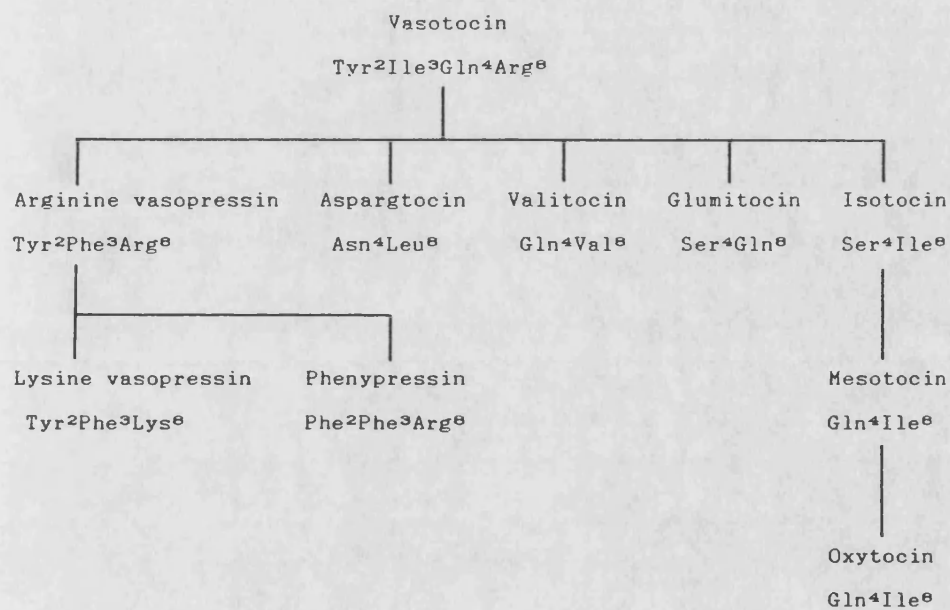 Vasotocin
Tyr²Ile³Gln⁴Arg⁸
Arginine vasopressin Aspargtocin Valitocin Glumitocin Isotocin
Tyr²Phe³Arg⁸ Asn⁴Leu⁸ Gln⁴Val⁸ Ser⁴Gln⁸ Ser⁴Ile⁸
Lysine vasopressin Phenypressin Mesotocin
Tyr²Phe³Lys⁸ Phe²Phe³Arg⁸ Gln⁴Ile⁸
Oxytocin
Gln⁴Ile⁸